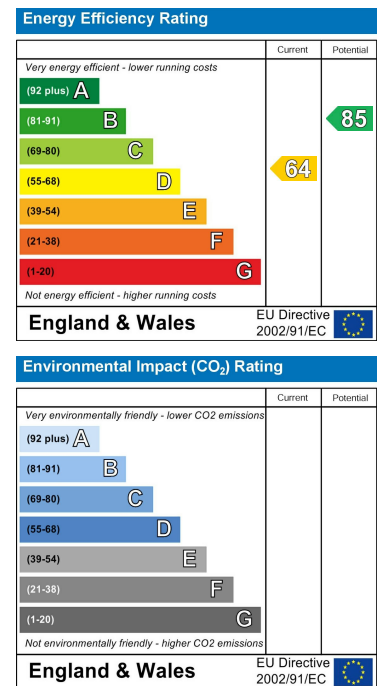 Energy Efficiency Rating
Current Potential
Very energy efficient - lower running costs
(92 plus) A
(81-91) B
85
(69-80) C
64
(55-68) D
(39-54) E
(21-38) F
(1-20) G
Not energy efficient - higher running costs
England & Wales
EU Directive
2002/91/EC
Environmental Impact (CO₂) Rating
Current Potential
Very environmentally friendly - lower CO2 emissions
(92 plus) A
(81-91) B
(69-80) C
(55-68) D
(39-54) E
(21-38) F
(1-20) G
Not environmentally friendly - higher CO2 emissions
England & Wales
EU Directive
2002/91/EC